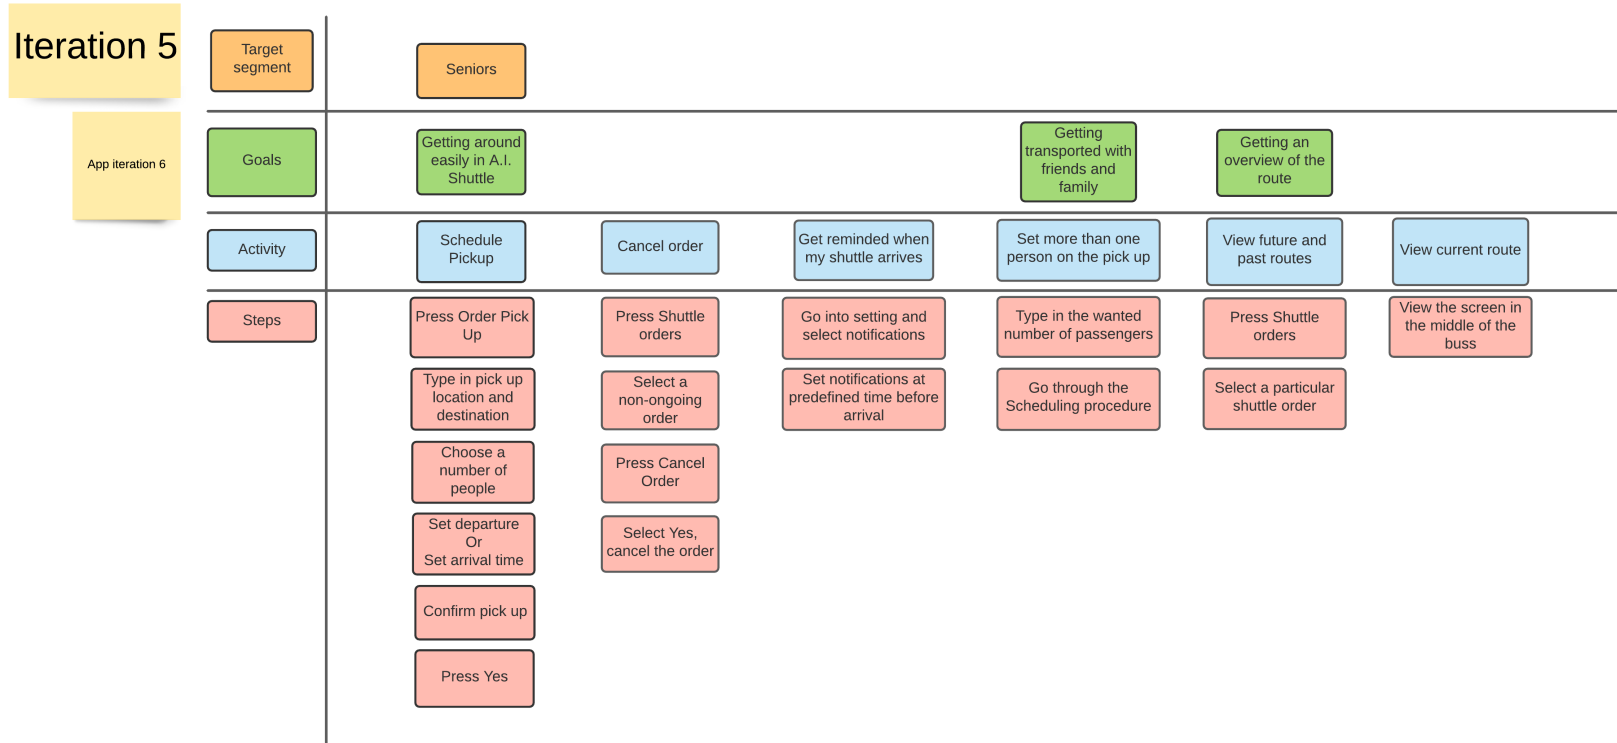 Iteration 5
Target
segment
Seniors
App iteration 6
Goals
Getting around
easily in A.I.
Shuttle
Getting
transported with
friends and
family
Getting an
overview of the
route
Activity
Schedule
Pickup
Cancel order
Get reminded when
my shuttle arrives
Set more than one
person on the pick up
View future and
past routes
View current route
Steps
Press Order Pick
Up
Type in pick up
location and
destination
Choose a
number of
people
Set departure
Or
Set arrival time
Confirm pick up
Press Yes
Press Shuttle
orders
Select a
non-ongoing
order
Press Cancel
Order
Select Yes,
cancel the order
Go into setting and
select notifications
Set notifications at
predefined time before
arrival
Type in the wanted
number of passengers
Go through the
Scheduling procedure
Press Shuttle
orders
Select a particular
shuttle order
View the screen in
the middle of the
buss